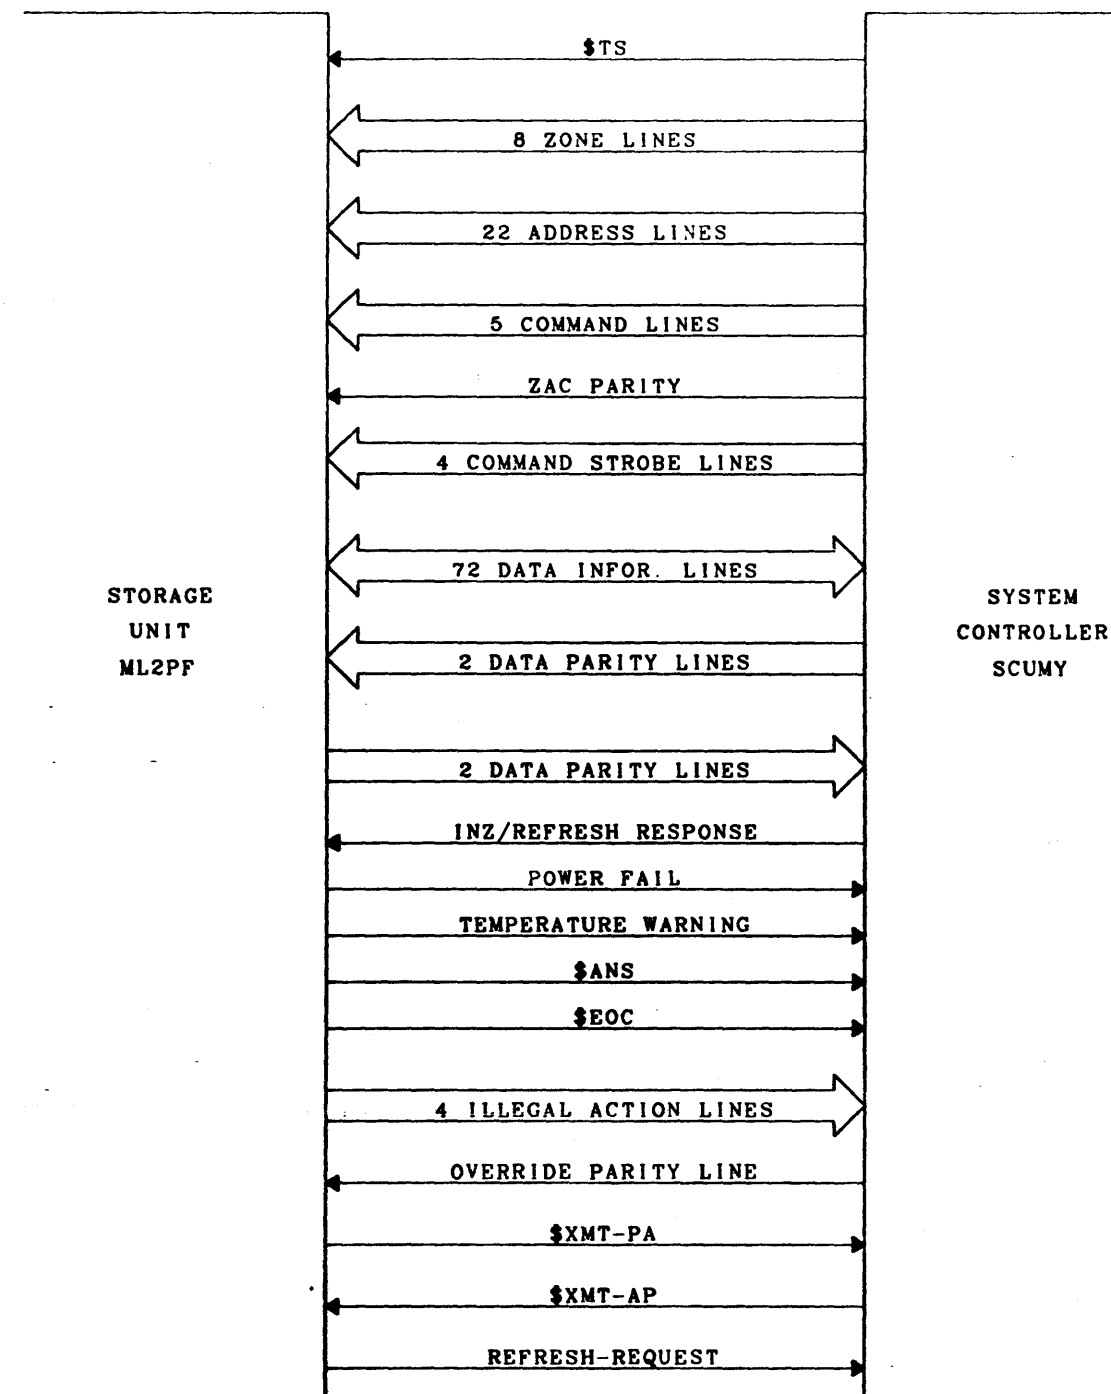 $TS
8 ZONE LINES
22 ADDRESS LINES
5 COMMAND LINES
ZAC PARITY
4 COMMAND STROBE LINES
72 DATA INFOR. LINES
STORAGE
UNIT
ML2PF
SYSTEM
CONTROLLER
SCUMY
2 DATA PARITY LINES
2 DATA PARITY LINES
INZ/REFRESH RESPONSE
POWER FAIL
TEMPERATURE WARNING
$ANS
$EOC
4 ILLEGAL ACTION LINES
OVERRIDE PARITY LINE
$XMT-PA
$XMT-AP
REFRESH-REQUEST